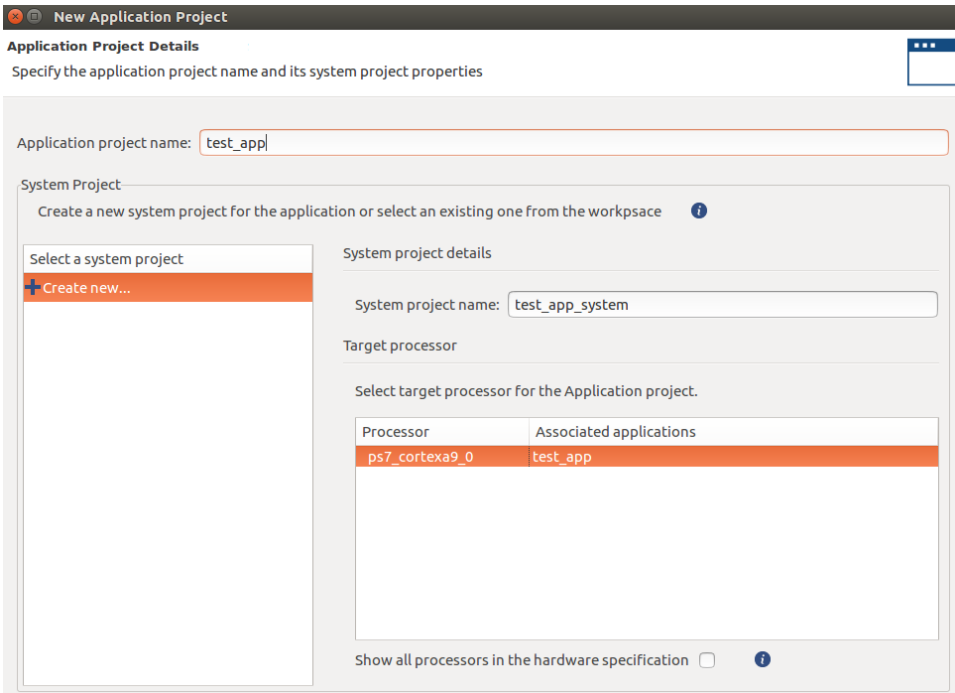 New Application Project
Application Project Details
Specify the application project name and its system project properties
Application project name: test_app
System Project
Create a new system project for the application or select an existing one from the workpsace
Select a system project
Create new...
System project details
System project name: test_app_system
Target processor
Select target processor for the Application project.
Processor Associated applications
ps7_cortexa9_0 test_app
Show all processors in the hardware specification